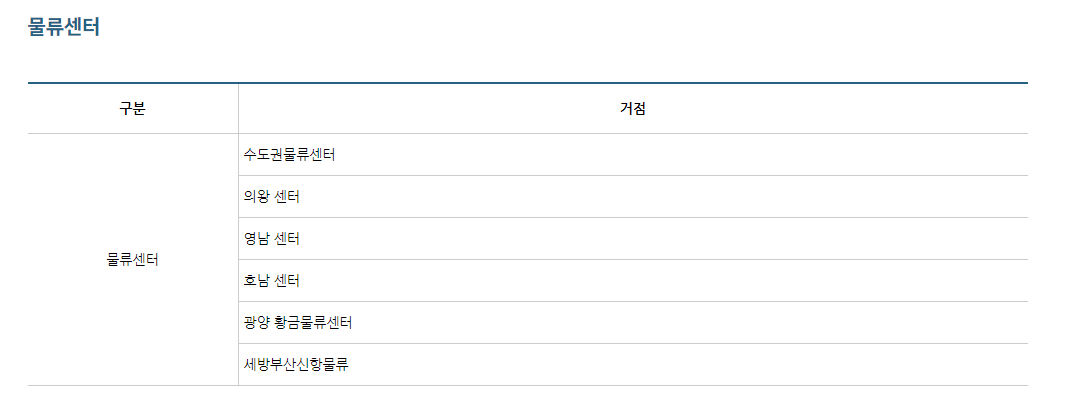 물류센터
구분 거점
수도권물류센터
의왕 센터
영남 센터
물류센터
호남 센터
광양 황금물류센터
세방부산신항물류